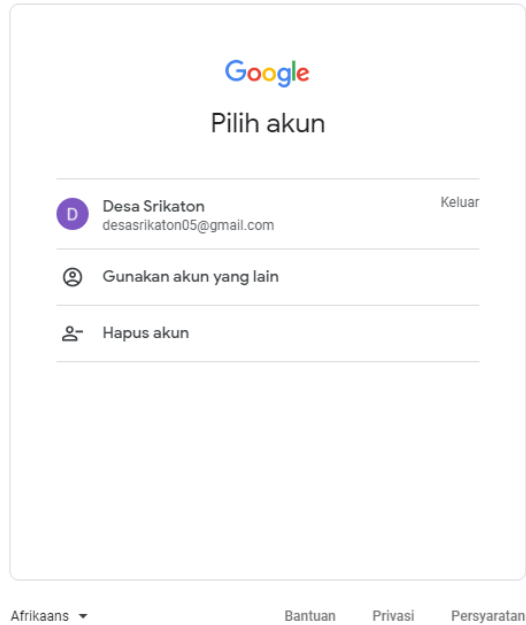 Google
Pilih akun
D
Desa Srikaton
Keluar
desasrikaton05@gmail.com
Gunakan akun yang lain
Hapus akun
Afrikaans
Bantuan
Privasi
Persyaratan